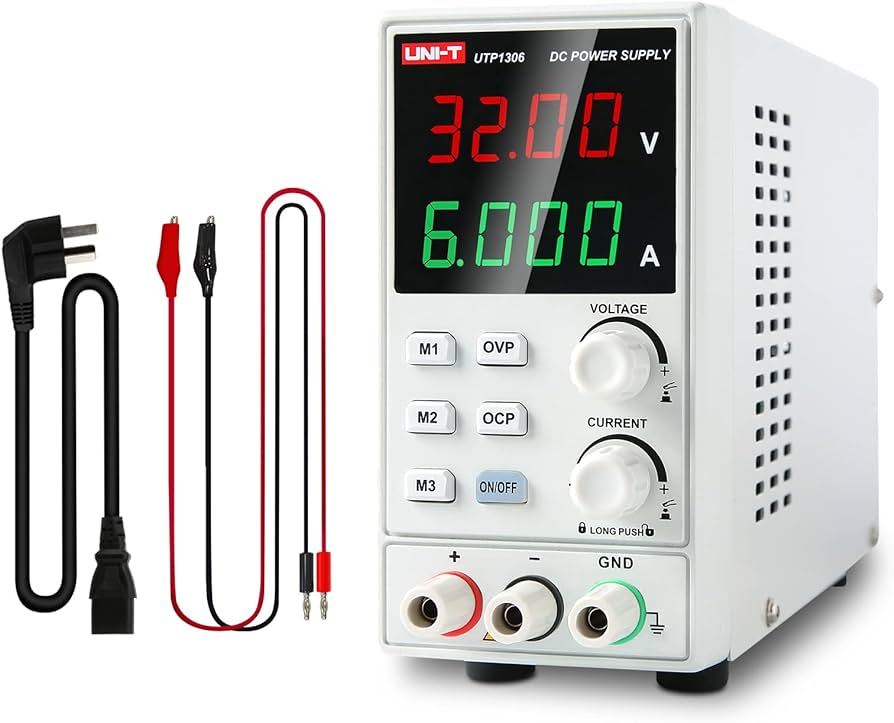 UNI-T UTP1306 DC POWER SUPPLY
32.00 V
6.000 A
VOLTAGE
M1 OVP
+
CURRENT
M2 OCP
+
M3 ON/OFF
LONG PUSH
+ − GND